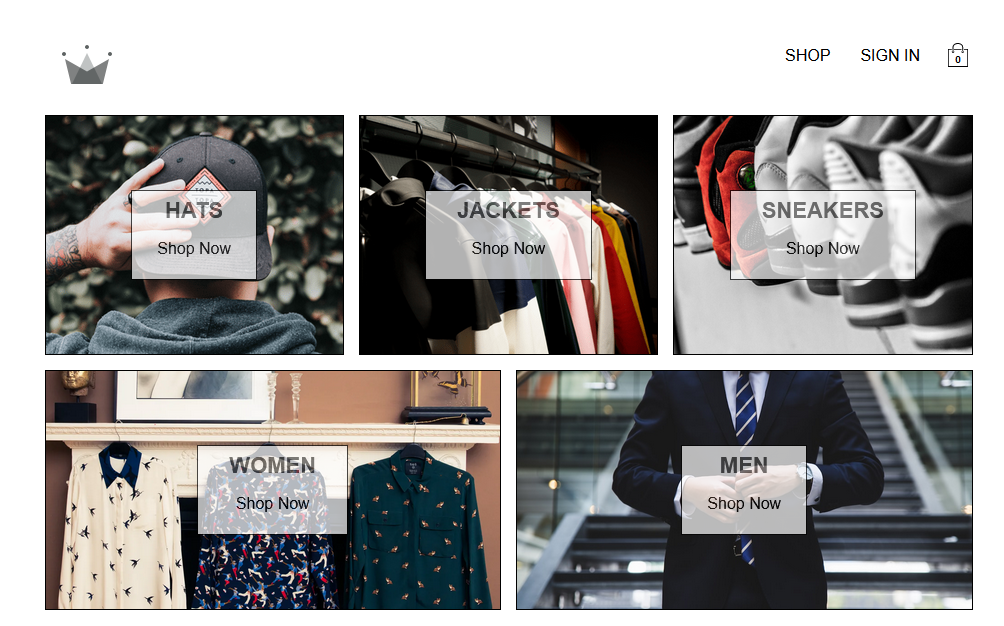 SHOP
SIGN IN
0
HATS
Shop Now
JACKETS
Shop Now
SNEAKERS
Shop Now
WOMEN
Shop Now
MEN
Shop Now